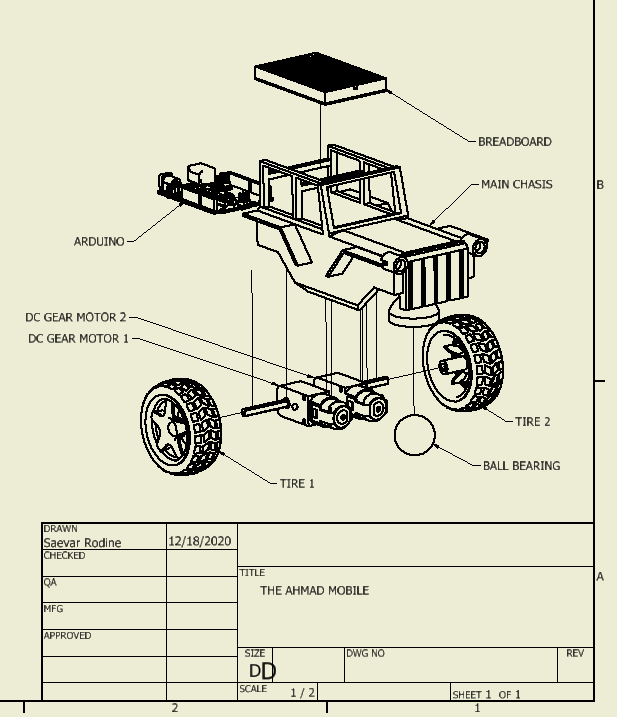 BREADBOARD
MAIN CHASIS
B
ARDUINO
DC GEAR MOTOR 2
DC GEAR MOTOR 1
TIRE 2
BALL BEARING
TIRE 1
DRAWN
Saevar Rodine 12/18/2020
CHECKED
TITLE
THE AHMAD MOBILE
A
QA
MFG
APPROVED
SIZE DWG NO REV
DD
SCALE 1 / 2 SHEET 1 OF 1
2 1